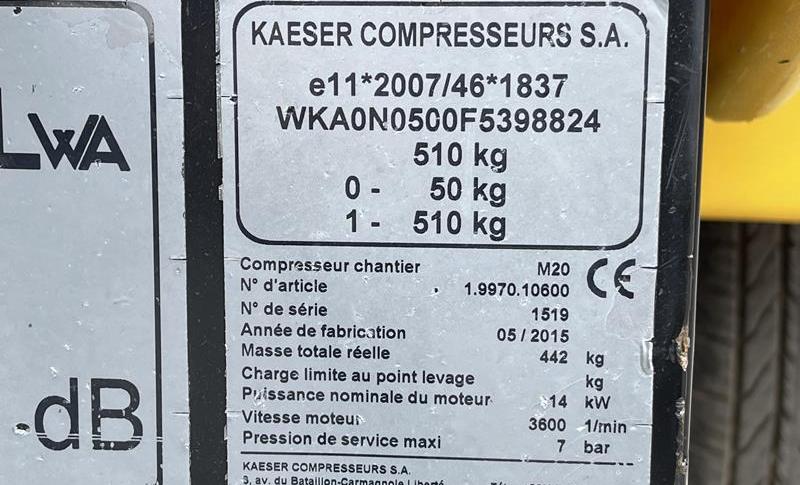 LWA
dB
KAESER COMPRESSEURS S.A.
e11*2007/46*1837
WKA0N0500F5398824
510 kg
0 - 50 kg
1 - 510 kg
Compresseur chantier M20 CE
N° d'article 1.9970.10600
N° de série 1519
Année de fabrication 05 / 2015
Masse totale réelle 442 kg
Charge limite au point levage kg
Puissance nominale du moteur 14 kW
Vitesse moteur 3600 1/min
Pression de service maxi 7 bar
KAESER COMPRESSEURS S.A.
3, av. du Bataillon-Carmagnole Liberté